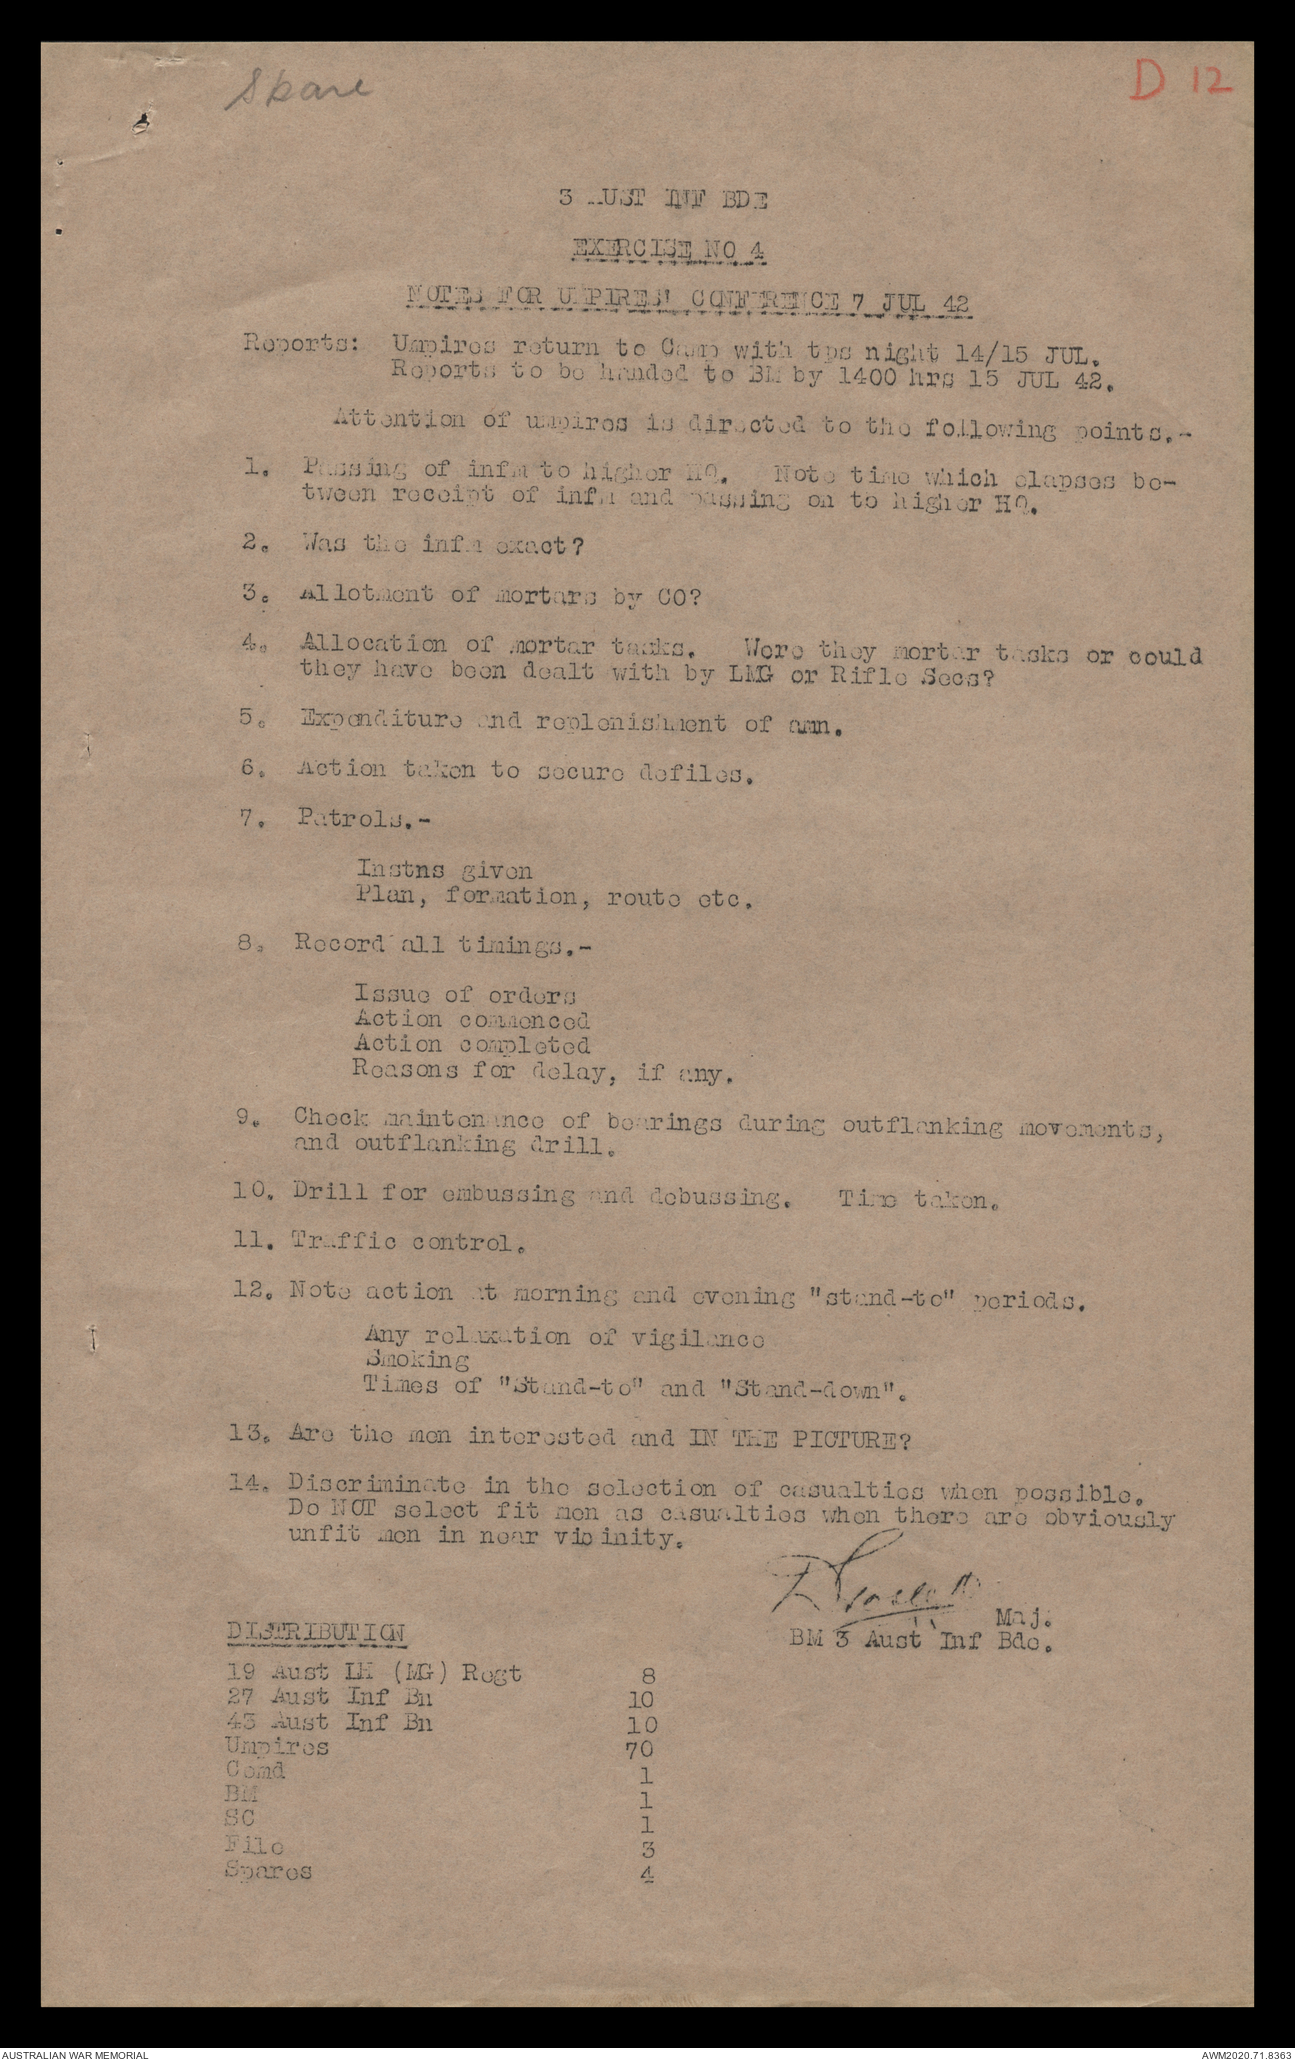 Spare
D 12
3 AUST INF BDE
EXERCISE NO 4
NOTES FOR UMPIRES' CONFERENCE 7 JUL 42
Reports: Umpires return to Camp with tps night 14/15 JUL.
Reports to be handed to BM by 1400 hrs 15 JUL 42.
Attention of umpires is directed to the following points.-
1. Passing of infm to higher HQ. Note time which elapses be-
tween receipt of infm and passing on to higher HQ.
2. Was the infm exact?
3. Allotment of mortars by CO?
4. Allocation of mortar tasks. Were they mortar tasks or could
they have been dealt with by LMG or Rifle Secs?
5. Expenditure and replenishment of amn.
6. Action taken to secure defiles.
7. Patrols.-
Instns given
Plan, formation, route etc.
8. Record all timings.-
Issue of orders
Action commenced
Action completed
Reasons for delay, if any.
9. Check maintenance of bearings during outflanking movements,
and outflanking drill.
10. Drill for embussing and debussing. Time taken.
11. Traffic control.
12. Note action at morning and evening "stand-to" periods.
Any relaxation of vigilance
Smoking
Times of "Stand-to" and "Stand-down".
13. Are the men interested and IN THE PICTURE?
14. Discriminate in the selection of casualties when possible.
Do NOT select fit men as casualties when there are obviously
unfit men in near vicinity.
Maj.
BM 3 Aust Inf Bde.
DISTRIBUTION
19 Aust LH (MG) Regt 8
27 Aust Inf Bn 10
43 Aust Inf Bn 10
Umpires 70
Comd 1
BM 1
SC 1
File 3
Spares 4
AUSTRALIAN WAR MEMORIAL
AWM2020.71.8363